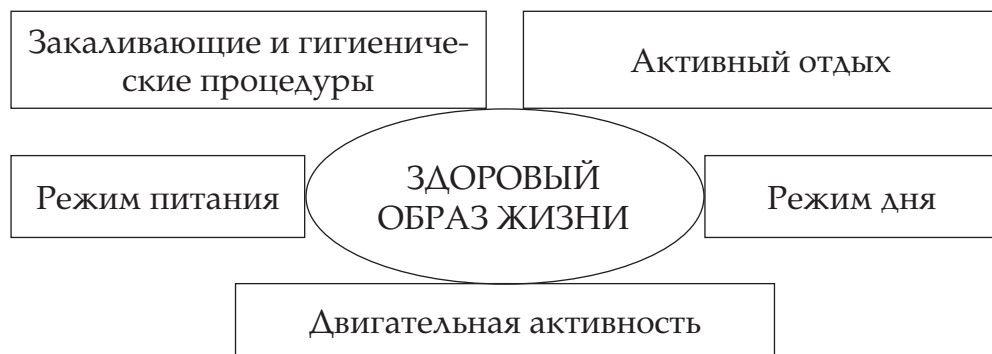 Закаливающие и гигиениче-
ские процедуры
Активный отдых
ЗДОРОВЫЙ
ОБРАЗ ЖИЗНИ
Режим питания
Режим дня
Двигательная активность